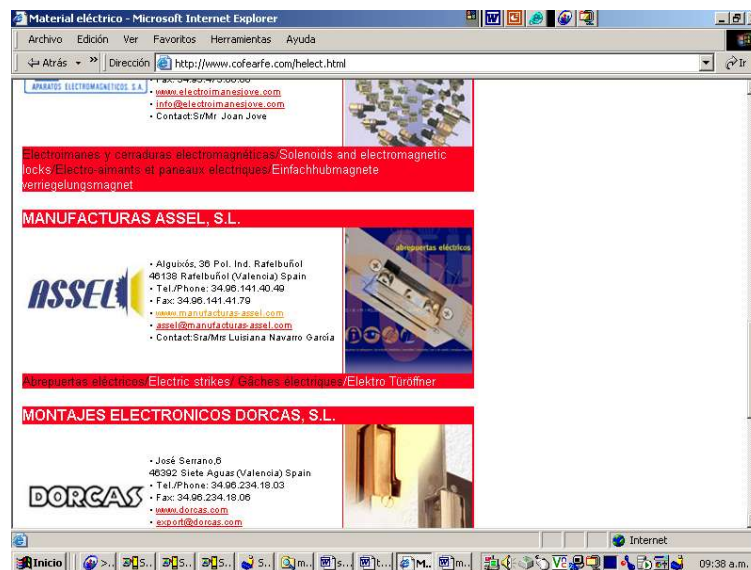 Material eléctrico - Microsoft Internet Explorer
Archivo Edición Ver Favoritos Herramientas Ayuda
Atrás » Dirección http://www.cofearfe.com/helect.html Ir
APARATOS ELECTROMAGNETICOS, S.A.
• www.electroimanesjove.com
• info@electroimanesjove.com
• Contact:Sr/Mr Joan Jove
Electroimanes y cerraduras electromagnéticas/Solenoids and electromagnetic
locks/Electro-aimants et paneaux electriques/Einfachhubmagnete
verriegelungsmagnet
MANUFACTURAS ASSEL, S.L.
abrepuertas eléctricos
ASSEL
• Alguixós, 36 Pol. Ind. Rafelbuñol
46138 Rafelbuñol (Valencia) Spain
• Tel./Phone: 34.96.141.40.49
• Fax: 34.96.141.41.79
• www.manufacturas-assel.com
• assel@manufacturas-assel.com
• Contact:Sra/Mrs Luisiana Navarro García
Abrepuertas eléctricos/Electric strikes/ Gâches électriques/Elektro Türöffner
MONTAJES ELECTRONICOS DORCAS, S.L.
DORCAS
• José Serrano,6
46392 Siete Aguas (Valencia) Spain
• Tel./Phone: 34.96.234.18.03
• Fax: 34.96.234.18.06
• www.dorcas.com
• export@dorcas.com
Internet
Inicio >.. S.. S.. S.. S.. m.. s... t... M.. m.. 09:38 a.m.